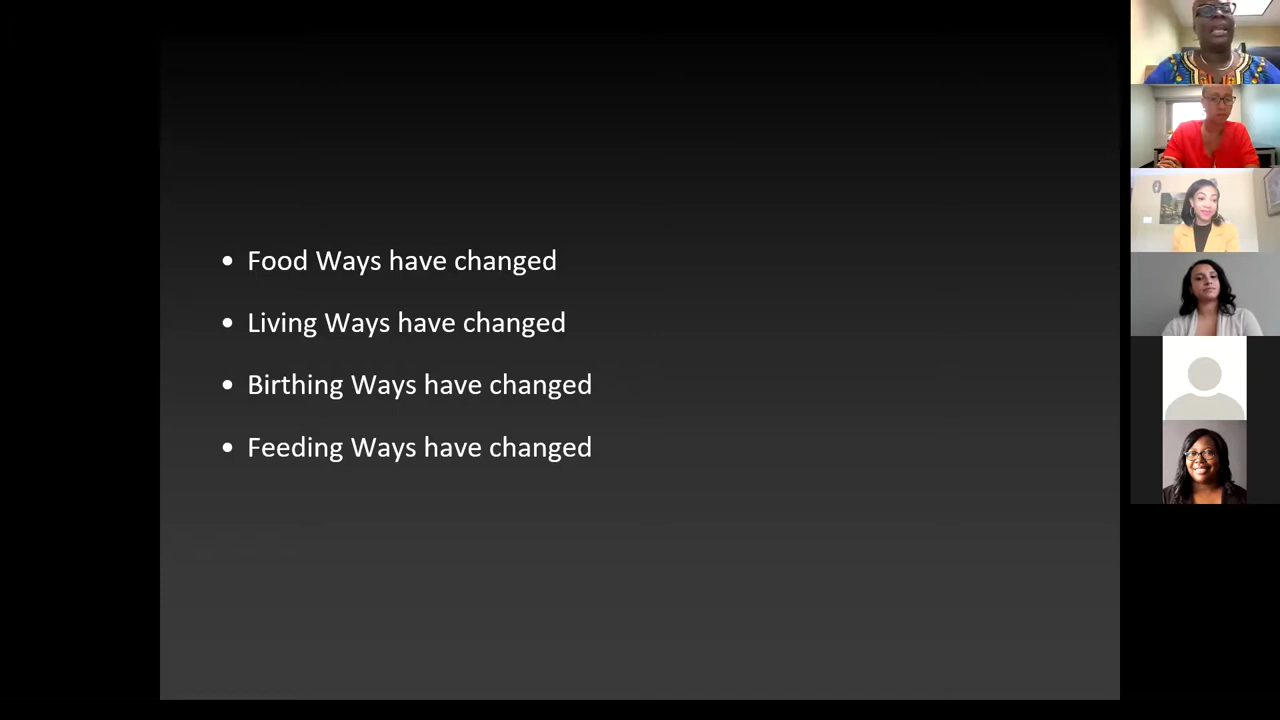 • Food Ways have changed
• Living Ways have changed
• Birthing Ways have changed
• Feeding Ways have changed